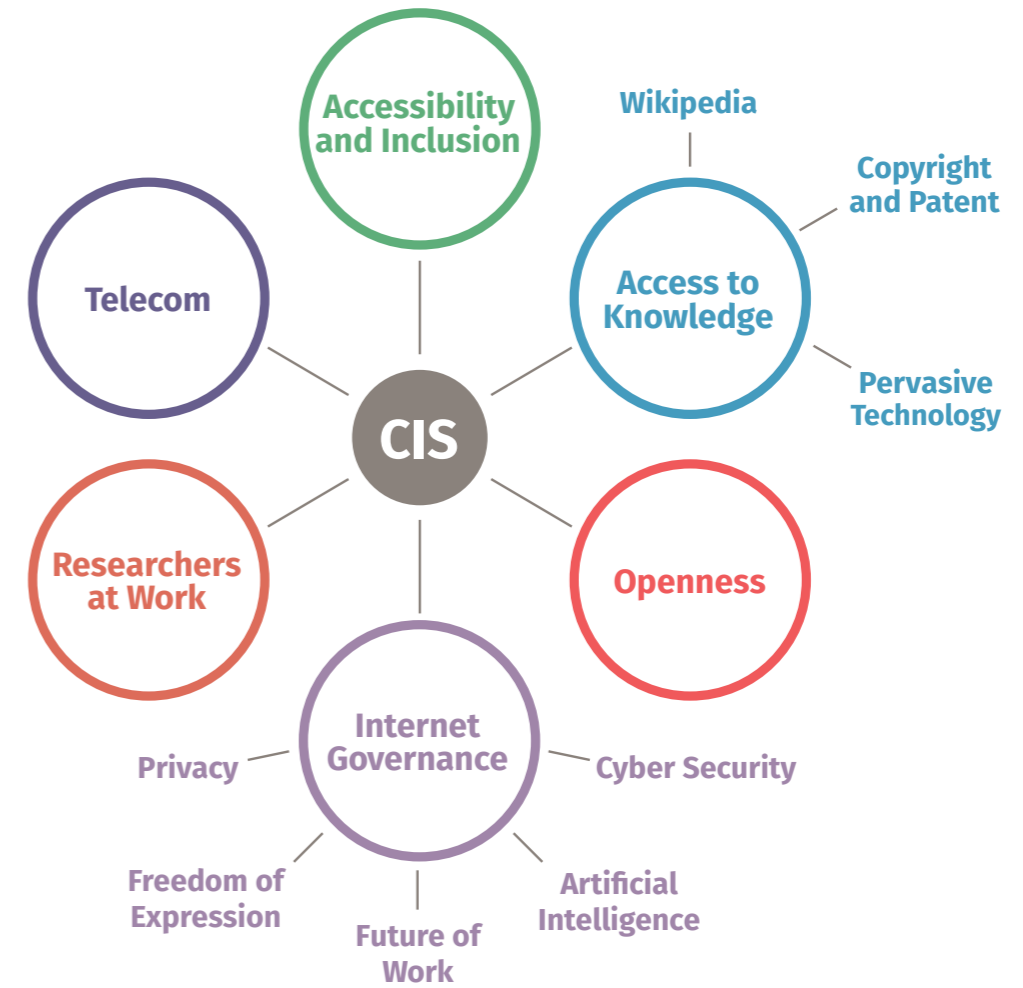 Accessibility
and Inclusion
Wikipedia
Copyright
and Patent
Telecom
Access to
Knowledge
Pervasive
Technology
CIS
Researchers
at Work
Openness
Internet
Governance
Privacy
Cyber Security
Freedom of
Expression
Artificial
Intelligence
Future of
Work